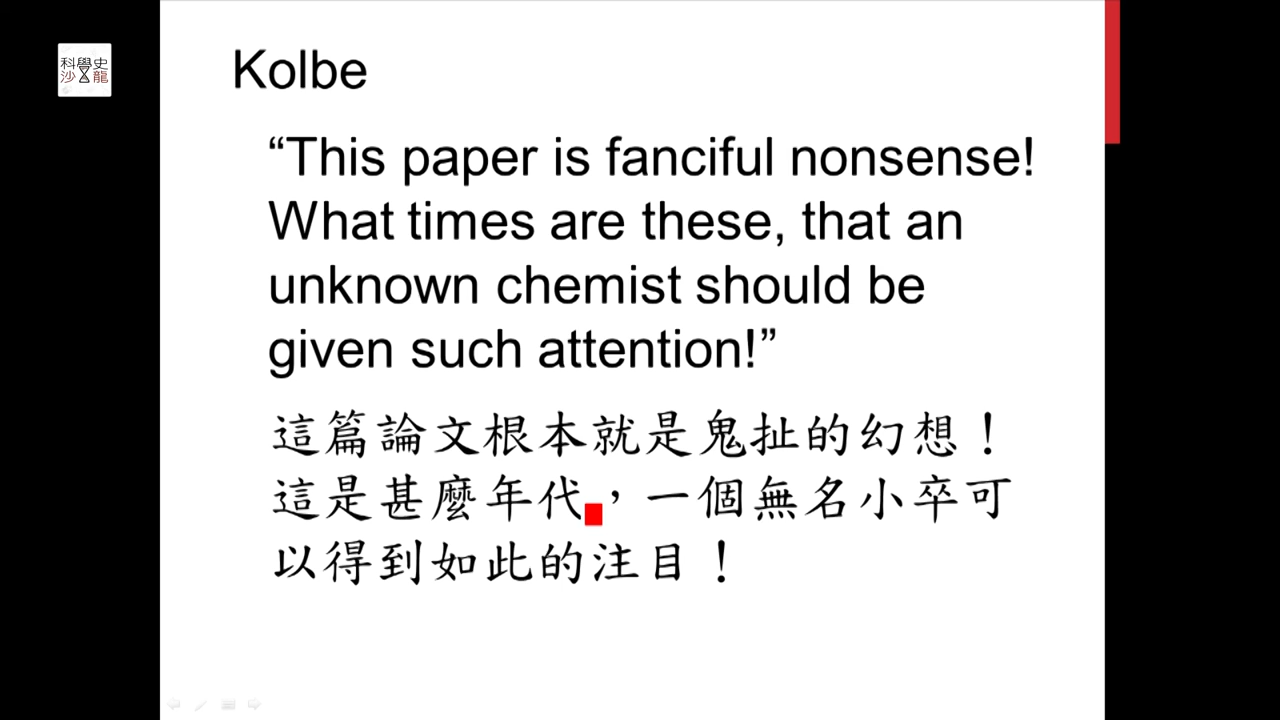 科學史
沙龍
Kolbe
“This paper is fanciful nonsense!
What times are these, that an
unknown chemist should be
given such attention!”
這篇論文根本就是鬼扯的幻想！
這是甚麼年代，一個無名小卒可
以得到如此的注目！